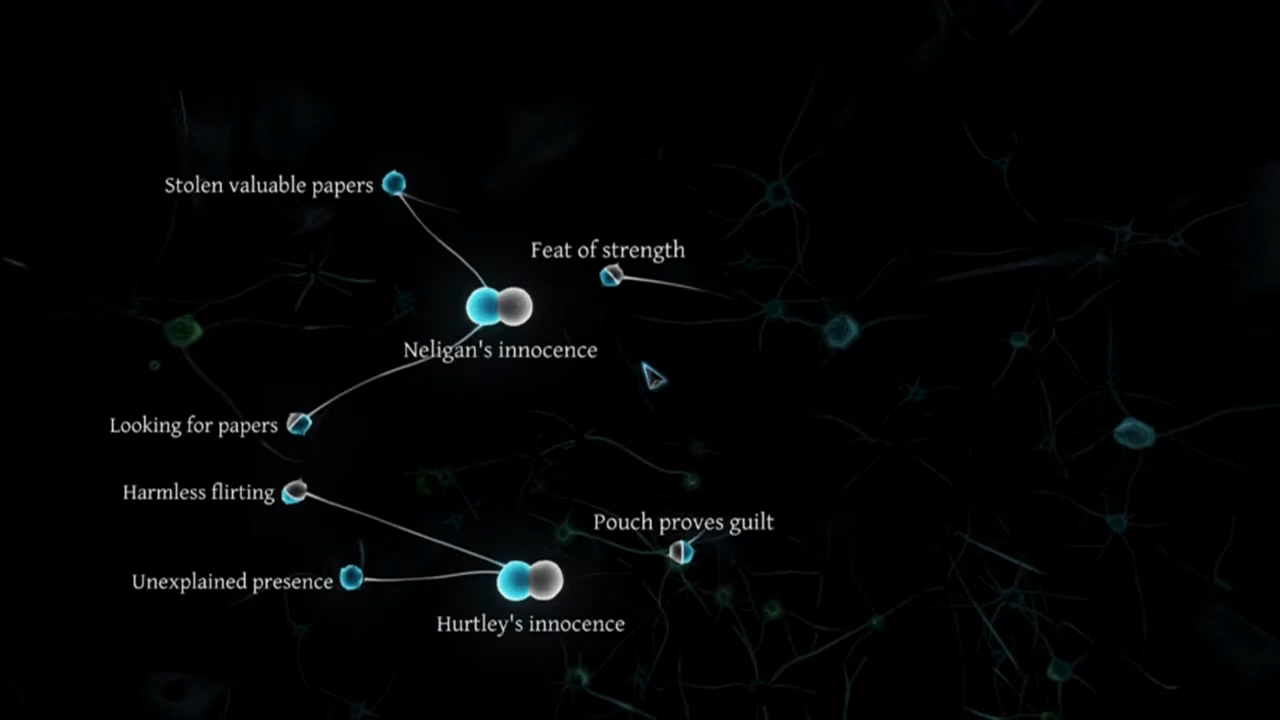 Stolen valuable papers
Feat of strength
Neligan's innocence
Looking for papers
Harmless flirting
Pouch proves guilt
Unexplained presence
Hurtley's innocence